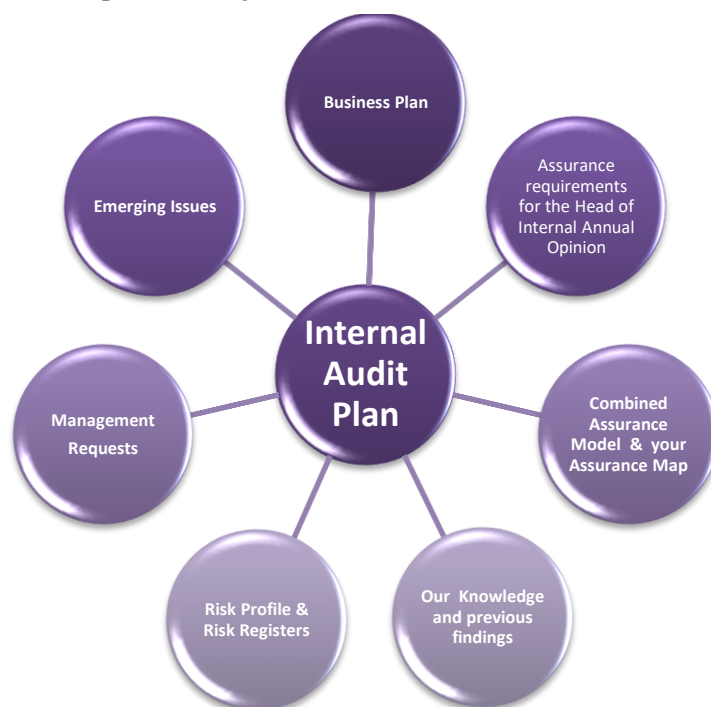 Business Plan
Assurance
requirements
for the Head of
Internal Annual
Opinion
Combined
Assurance
Model & your
Assurance Map
Our Knowledge
and previous
findings
Risk Profile &
Risk Registers
Management
Requests
Emerging Issues
Internal
Audit
Plan